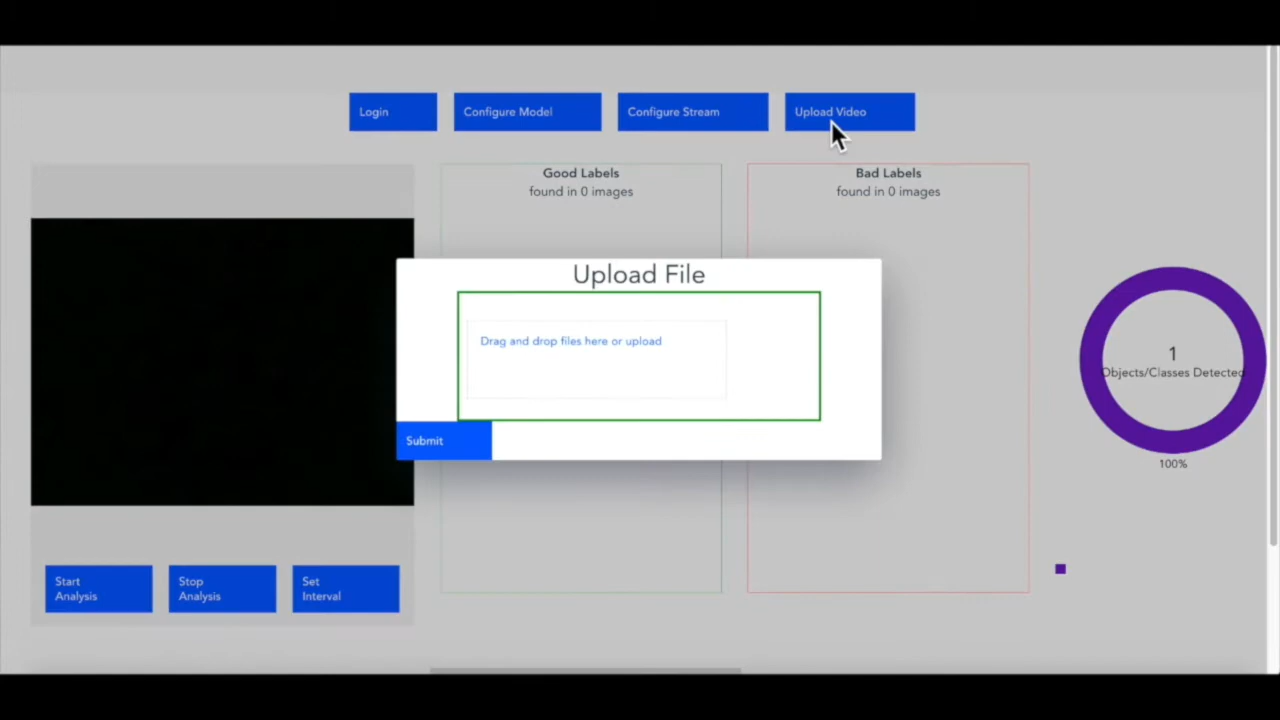 Login
Configure Model
Configure Stream
Upload Video
Good Labels
found in 0 images
Bad Labels
found in 0 images
Upload File
Drag and drop files here or upload
Submit
1
Objects/Classes Detected
100%
Start
Analysis
Stop
Analysis
Set
Interval